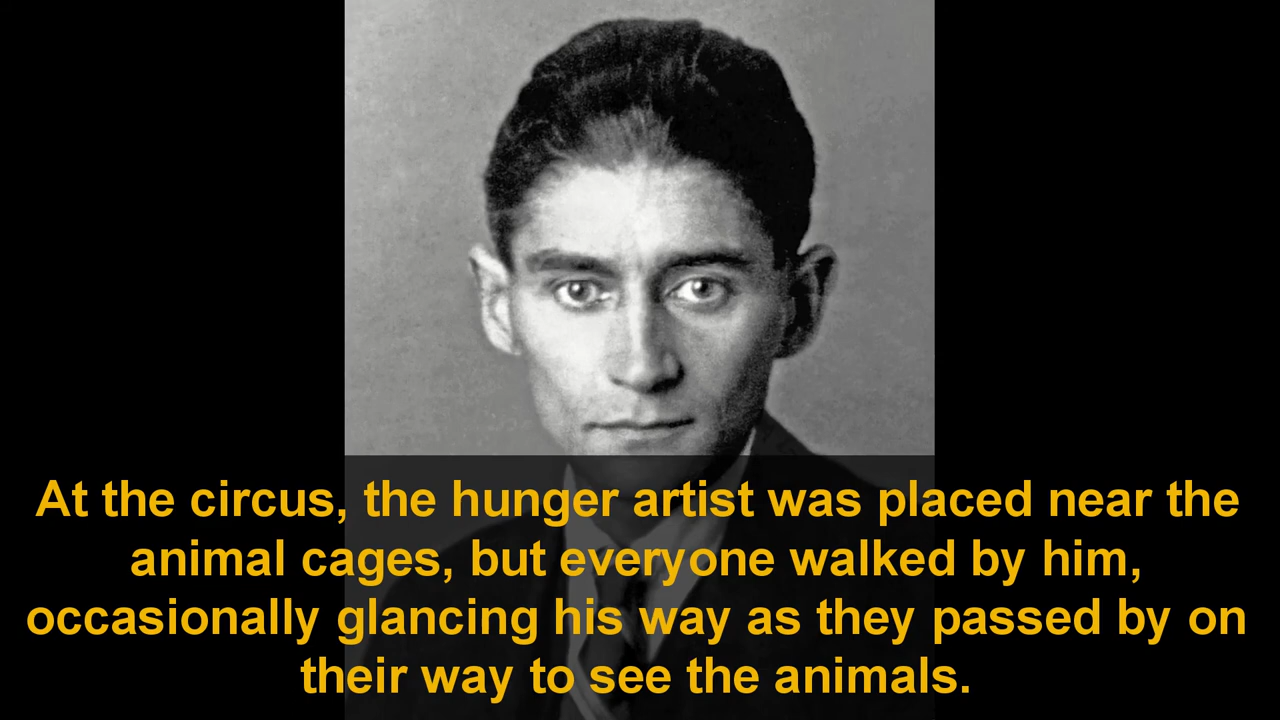 At the circus, the hunger artist was placed near the
animal cages, but everyone walked by him,
occasionally glancing his way as they passed by on
their way to see the animals.